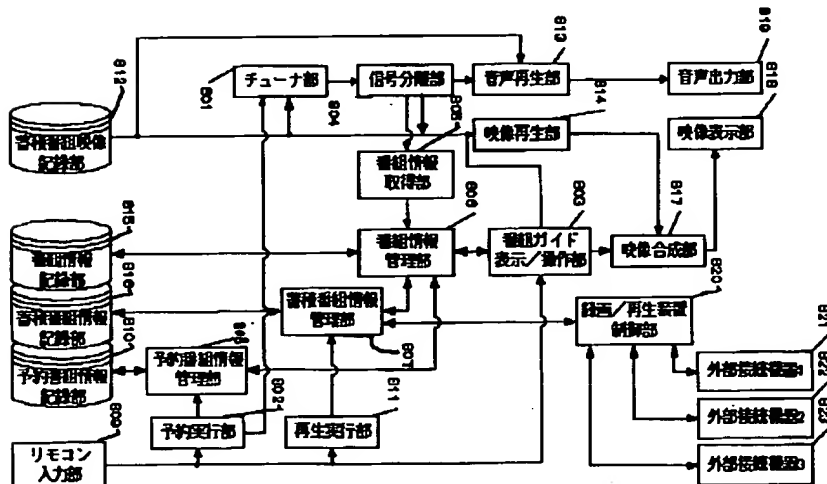 812
蓄積番組映像
記録部
801
チューナ部
804
信号分離部
813
音声再生部
819
音声出力部
805
番組情報
取得部
814
映像再生部
818
映像表示部
815
番組情報
記録部
806
番組情報
管理部
803
番組ガイド
表示/操作部
817
映像合成部
816
蓄積番組情報
記録部
蓄積番組情報
管理部
807
820
録画/再生装置
制御部
810
予約番組情報
記録部
予約番組情報
管理部
821
外部接続機器1
802
予約実行部
811
再生実行部
822
外部接続機器2
809
リモコン
入力部
823
外部接続機器3